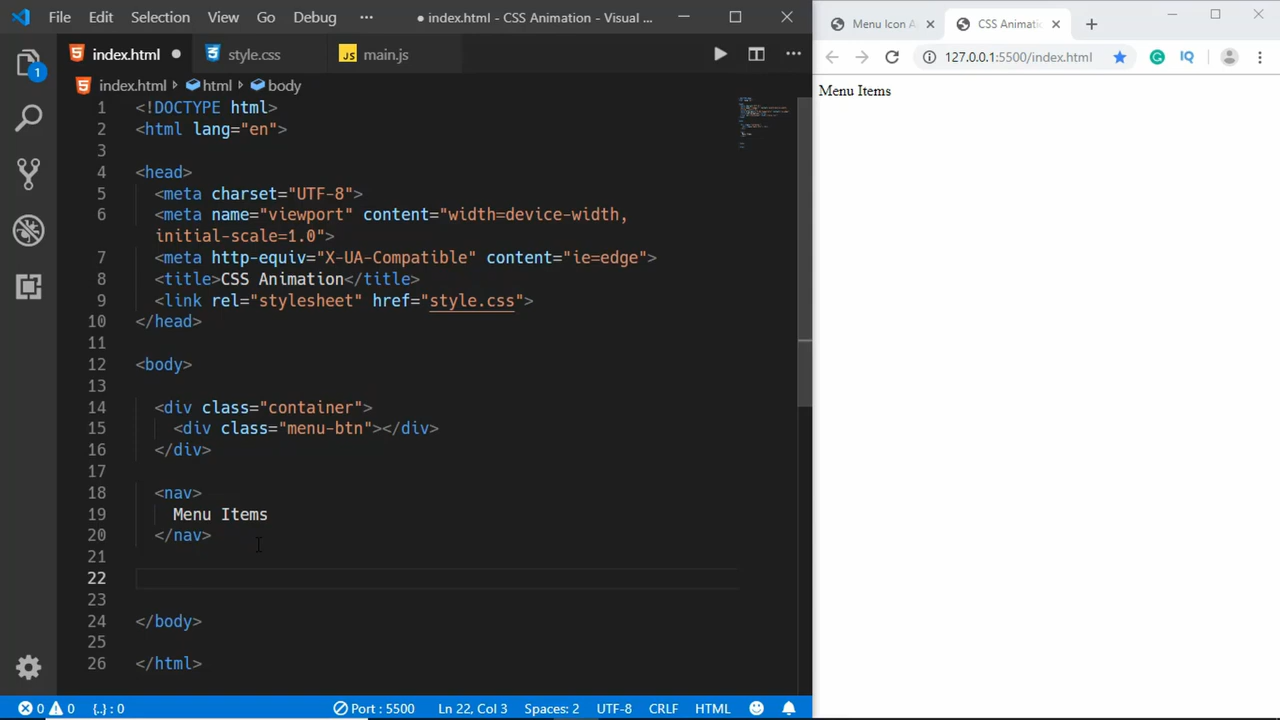 File Edit Selection View Go Debug ··· ● index.html - CSS Animation - Visual ...
Menu Icon A
CSS Animatic
index.html
style.css
JS main.js
127.0.0.1:5500/index.html
IQ
1
index.html > html > body
Menu Items
1 <!DOCTYPE html>
2 <html lang="en">
3
4 <head>
5 <meta charset="UTF-8">
6 <meta name="viewport" content="width=device-width,
initial-scale=1.0">
7 <meta http-equiv="X-UA-Compatible" content="ie=edge">
8 <title>CSS Animation</title>
9 <link rel="stylesheet" href="style.css">
10 </head>
11
12 <body>
13
14 <div class="container">
15 <div class="menu-btn"></div>
16 </div>
17
18 <nav>
19 Menu Items
20 </nav>
21
22
23
24 </body>
25
26 </html>
0 0 {..} : 0 Port : 5500 Ln 22, Col 3 Spaces: 2 UTF-8 CRLF HTML